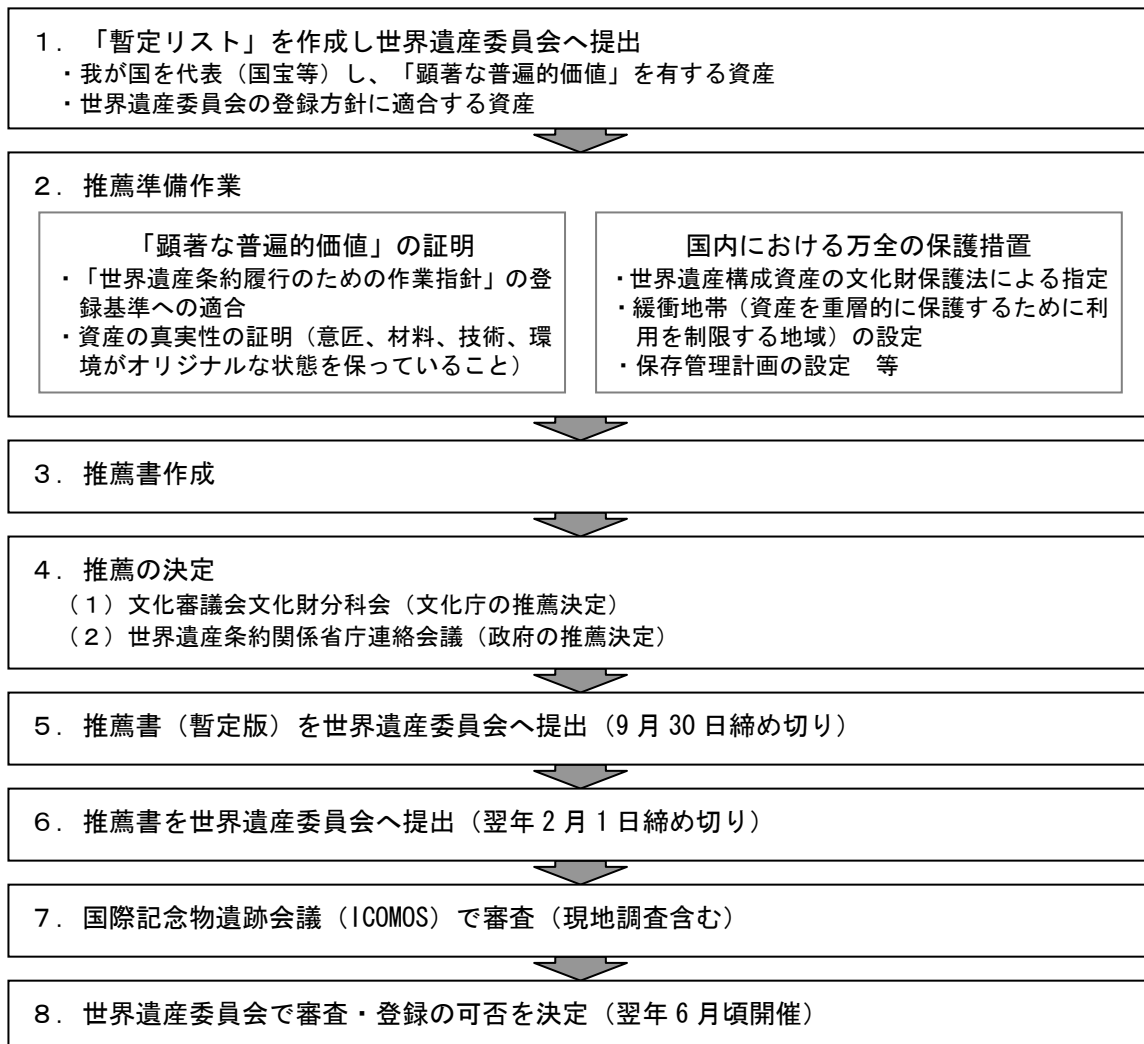 １．「暫定リスト」を作成し世界遺産委員会へ提出
・我が国を代表（国宝等）し、「顕著な普遍的価値」を有する資産
・世界遺産委員会の登録方針に適合する資産
２．推薦準備作業
「顕著な普遍的価値」の証明
・「世界遺産条約履行のための作業指針」の登
録基準への適合
・資産の真実性の証明（意匠、材料、技術、環
境がオリジナルな状態を保っていること）
国内における万全の保護措置
・世界遺産構成資産の文化財保護法による指定
・緩衝地帯（資産を重層的に保護するために利
用を制限する地域）の設定
・保存管理計画の設定　等
３．推薦書作成
４．推薦の決定
（１）文化審議会文化財分科会（文化庁の推薦決定）
（２）世界遺産条約関係省庁連絡会議（政府の推薦決定）
５．推薦書（暫定版）を世界遺産委員会へ提出（9月30日締め切り）
６．推薦書を世界遺産委員会へ提出（翌年2月1日締め切り）
７．国際記念物遺跡会議（ICOMOS）で審査（現地調査含む）
８．世界遺産委員会で審査・登録の可否を決定（翌年6月頃開催）